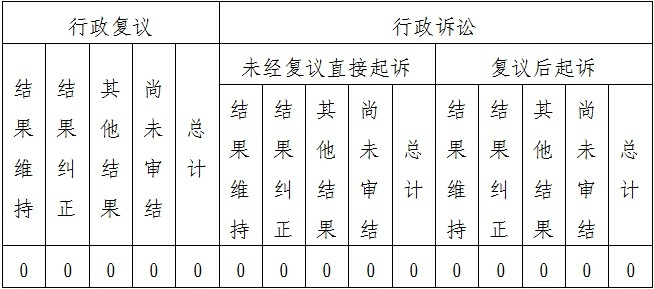 行政复议 行政诉讼
未经复议直接起诉 复议后起诉
结果维持 结果纠正 其他结果 尚未审结 总计 结果维持 结果纠正 其他结果 尚未审结 总计 结果维持 结果纠正 其他结果 尚未审结 总计
0 0 0 0 0 0 0 0 0 0 0 0 0 0 0